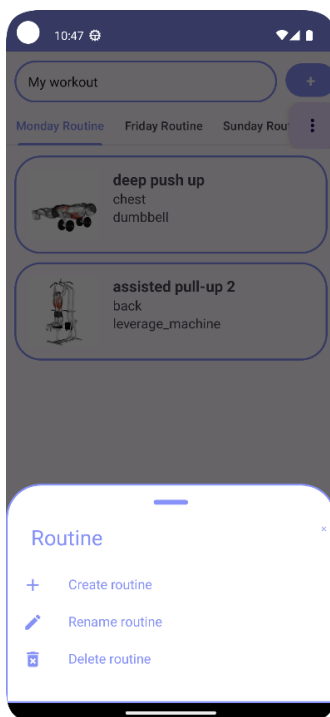 10:47
My workout
+
Monday Routine Friday Routine Sunday Rou
deep push up
chest
dumbbell
assisted pull-up 2
back
leverage_machine
Routine
Create routine
Rename routine
Delete routine